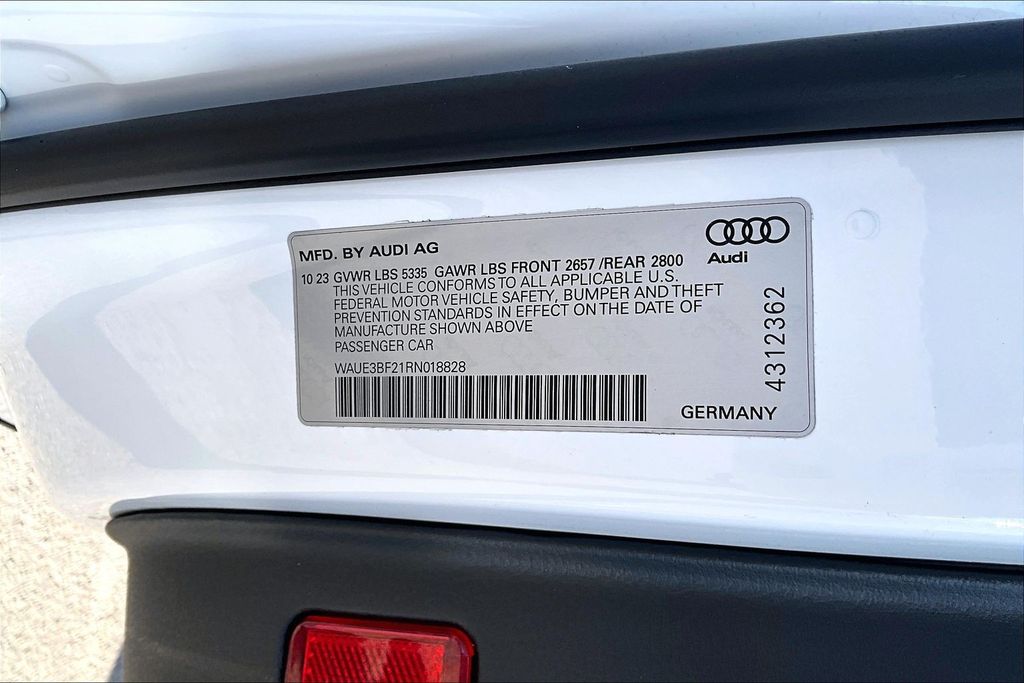 MFD. BY AUDI AG
Audi
10 23 GVWR LBS 5335 GAWR LBS FRONT 2657 /REAR 2800
THIS VEHICLE CONFORMS TO ALL APPLICABLE U.S.
FEDERAL MOTOR VEHICLE SAFETY, BUMPER AND THEFT
PREVENTION STANDARDS IN EFFECT ON THE DATE OF
MANUFACTURE SHOWN ABOVE
PASSENGER CAR
WAUE3BF21RN018828
4312362
GERMANY